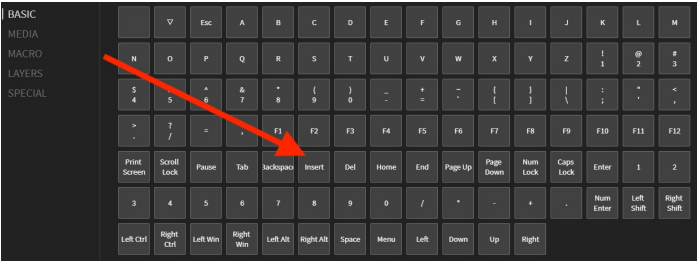 BASIC
MEDIA
MACRO
LAYERS
SPECIAL
▽ Esc A B C D E F G H I J K L M
N O P Q R S T U V W X Y Z ! 1 @ 2 # 3
$ 4 5 ^ 6 & 7 * 8 ( 9 ) 0 _ - + = ~ ` { [ } ] | \ : ; " ' < ,
> . ? / = , F1 F2 F3 F4 F5 F6 F7 F8 F9 F10 F11 F12
Print Screen Scroll Lock Pause Tab Backspace Insert Del Home End Page Up Page Down Num Lock Caps Lock Enter 1 2
3 4 5 6 7 8 9 0 / * - + . Num Enter Left Shift Right Shift
Left Ctrl Right Ctrl Left Win Right Win Left Alt Right Alt Space Menu Left Down Up Right